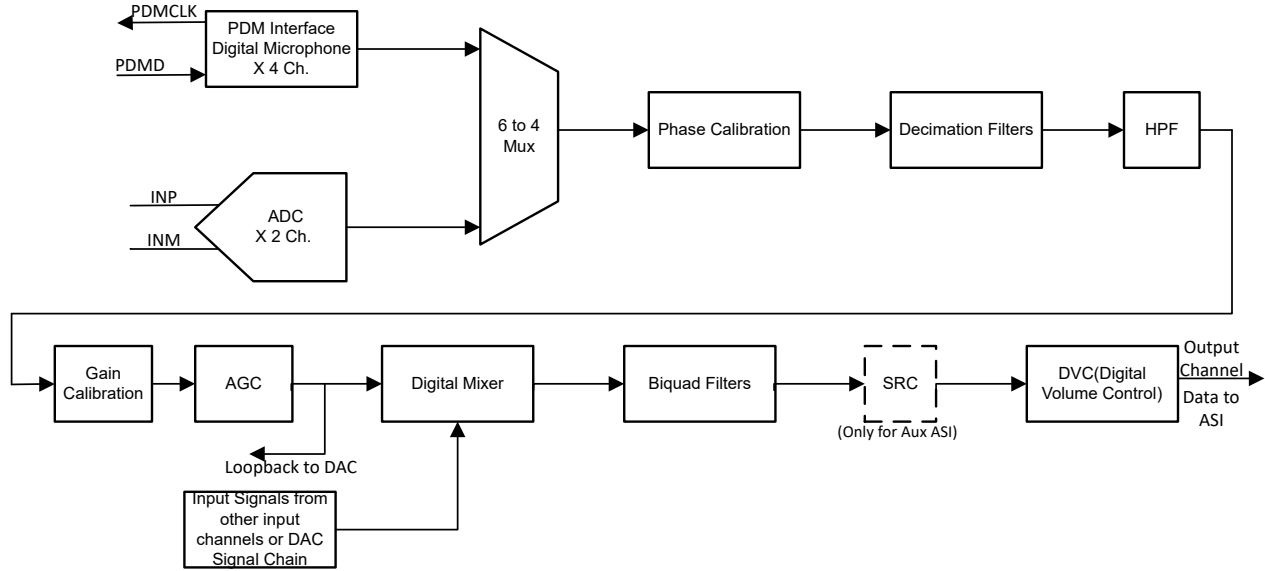 PDMCLK
PDM Interface
Digital Microphone
X 4 Ch.
PDMD
6 to 4
Mux
Phase Calibration
Decimation Filters
HPF
INP
INM
ADC
X 2 Ch.
Gain
Calibration
AGC
Digital Mixer
Biquad Filters
SRC
(Only for Aux ASI)
DVC(Digital
Volume Control)
Output
Channel
Data to
ASI
Loopback to DAC
Input Signals from
other input
channels or DAC
Signal Chain